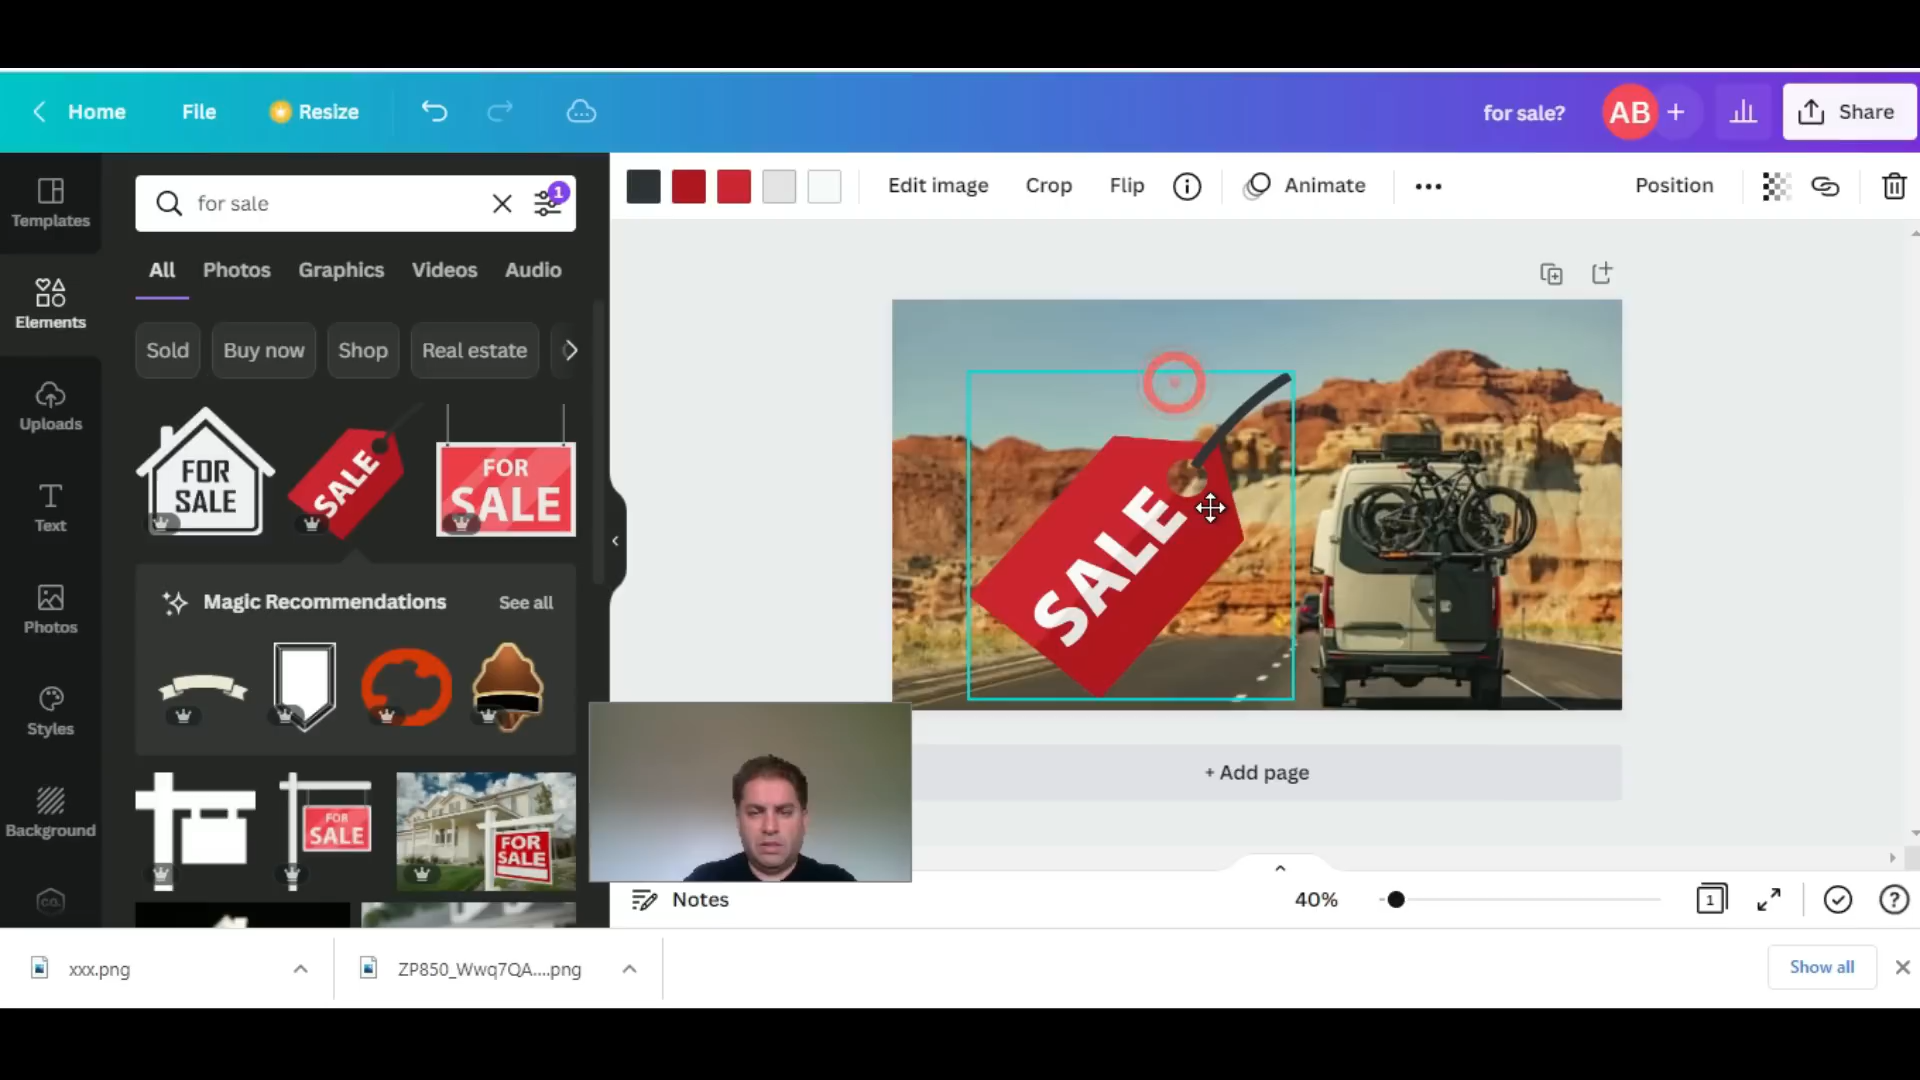 Home File Resize for sale? AB Share
Templates
Elements
Uploads
Text
Photos
Styles
Background
CO.
for sale
1
All Photos Graphics Videos Audio
Sold Buy now Shop Real estate
FOR
SALE
SALE
FOR
SALE
Magic Recommendations See all
FOR
SALE
FOR
SALE
Edit image Crop Flip Animate Position
SALE
+ Add page
Notes 40% 1
xxx.png ZP850_Wwq7QA....png Show all